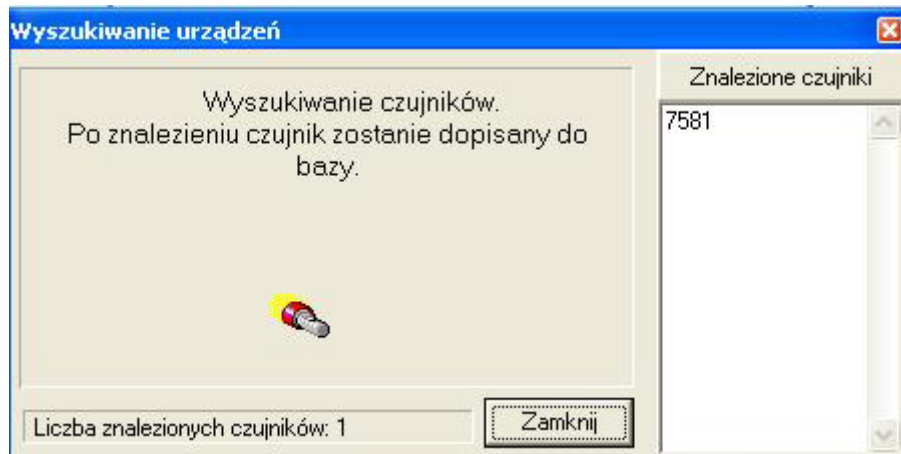 Wyszukiwanie urządzeń
Wyszukiwanie czujników.
Po znalezieniu czujnik zostanie dopisany do
bazy.
Znalezione czujniki
7581
Liczba znalezionych czujników: 1
Zamknij